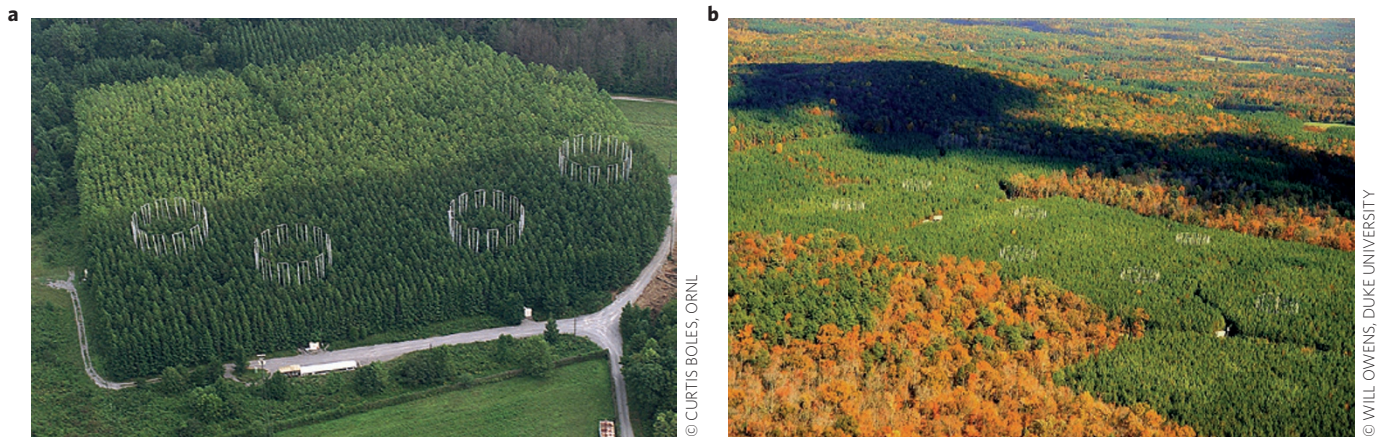 a
b
© CURTIS BOLES, ORNL
© WILL OWENS, DUKE UNIVERSITY